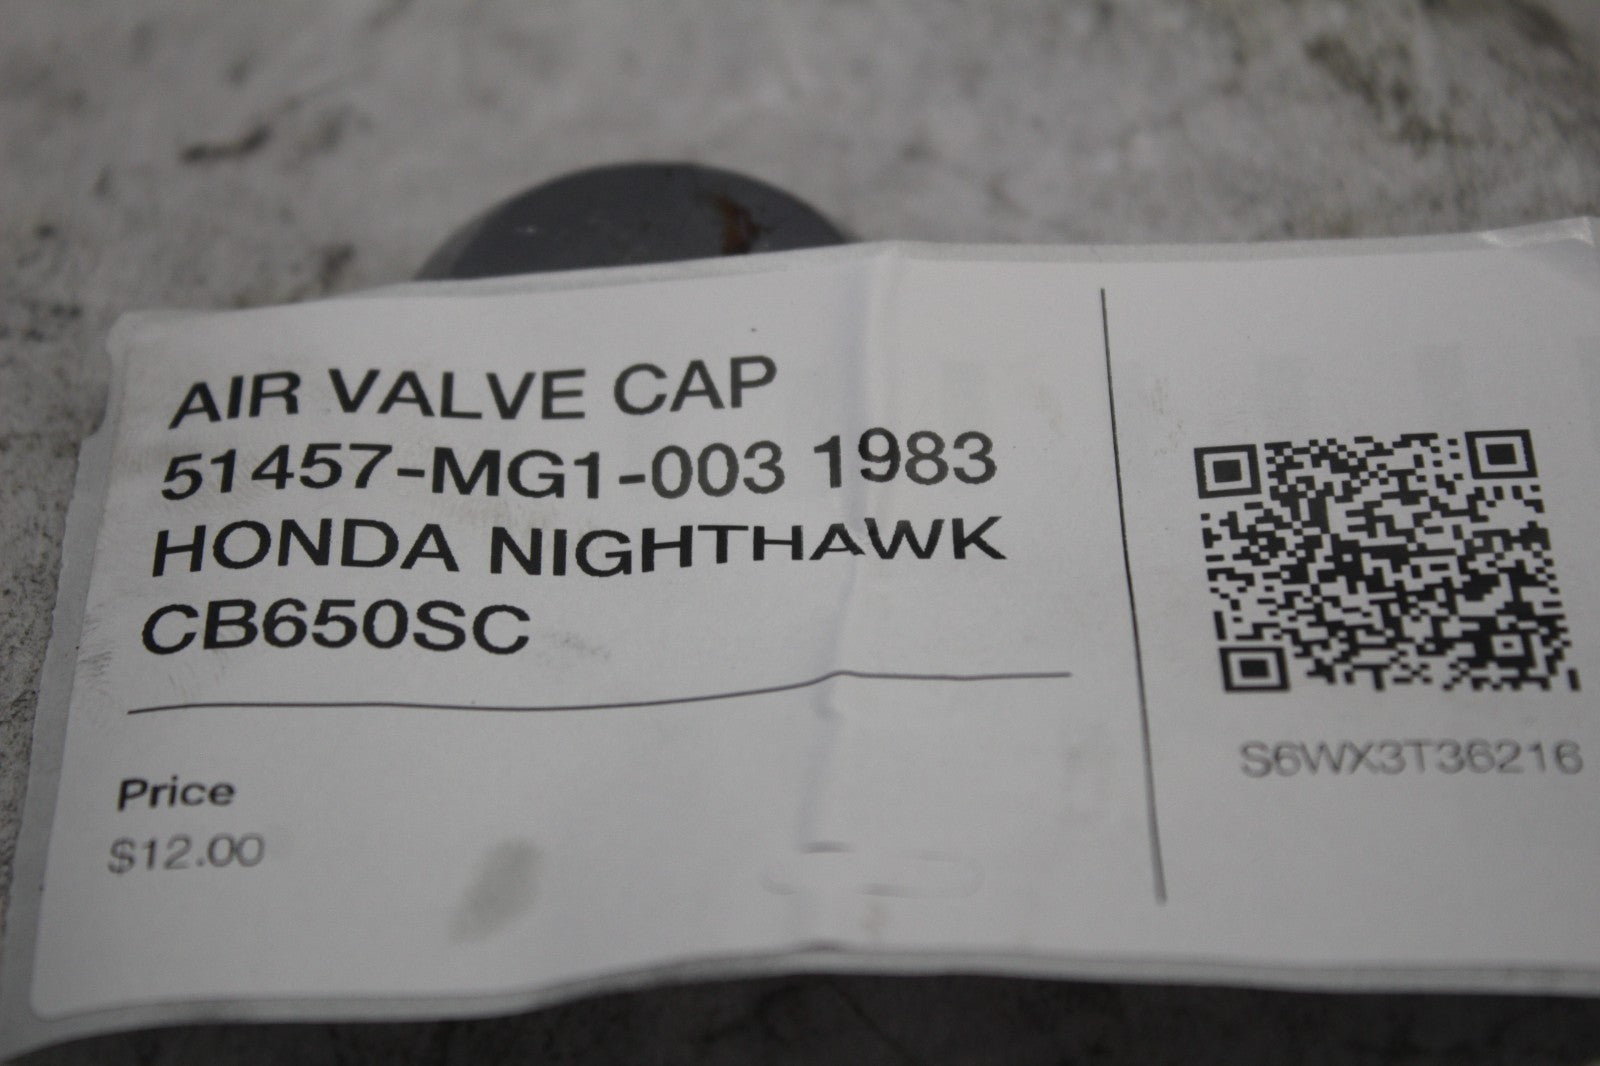 AIR VALVE CAP
51457-MG1-003 1983
HONDA NIGHTHAWK
CB650SC
Price
$12.00
S6WX3T36216